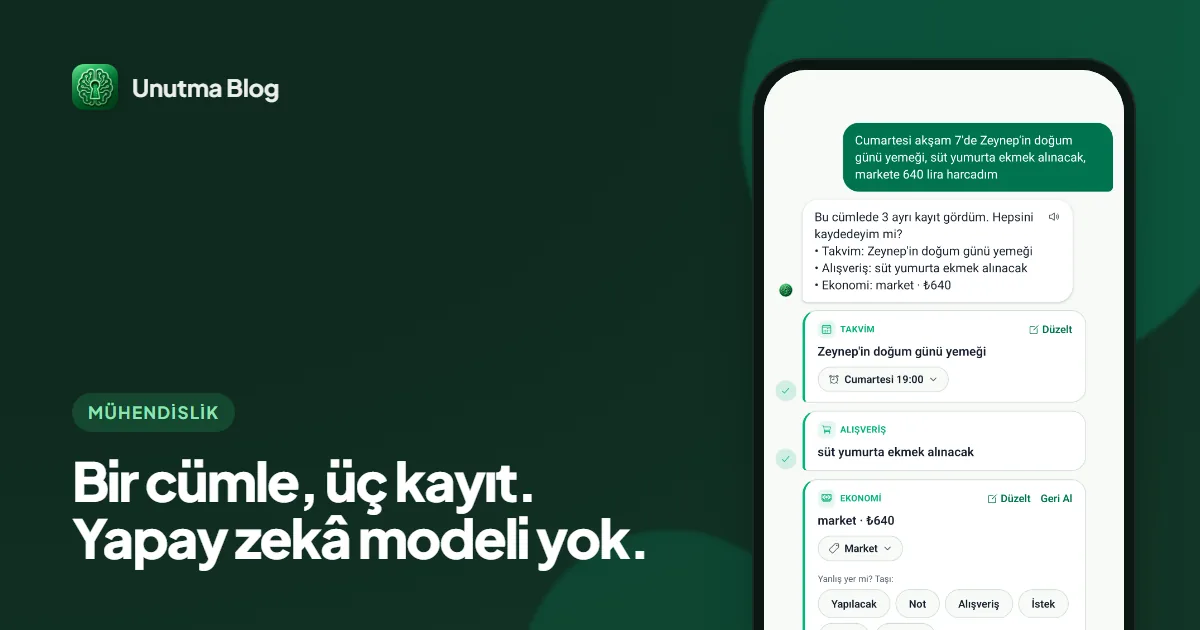 Unutma Blog
MÜHENDİSLİK
Bir cümle, üç kayıt.
Yapay zekâ modeli yok.
Cumartesi akşam 7'de Zeynep'in doğum
günü yemeği, süt yumurta ekmek alınacak,
markete 640 lira harcadım
Bu cümlede 3 ayrı kayıt gördüm. Hepsini
kaydedeyim mi?
• Takvim: Zeynep'in doğum günü yemeği
• Alışveriş: süt yumurta ekmek alınacak
• Ekonomi: market · ₺640
TAKVİM Düzelt
Zeynep'in doğum günü yemeği
Cumartesi 19:00
ALIŞVERİŞ
süt yumurta ekmek alınacak
EKONOMİ Düzelt Geri Al
market · ₺640
Market
Yanlış yer mi? Taşı:
Yapılacak Not Alışveriş İstek